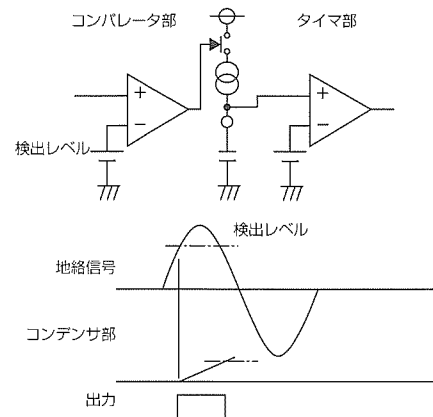 コンパレータ部
タイマ部
+
−
検出レベル
+
−
検出レベル
地絡信号
コンデンサ部
出力